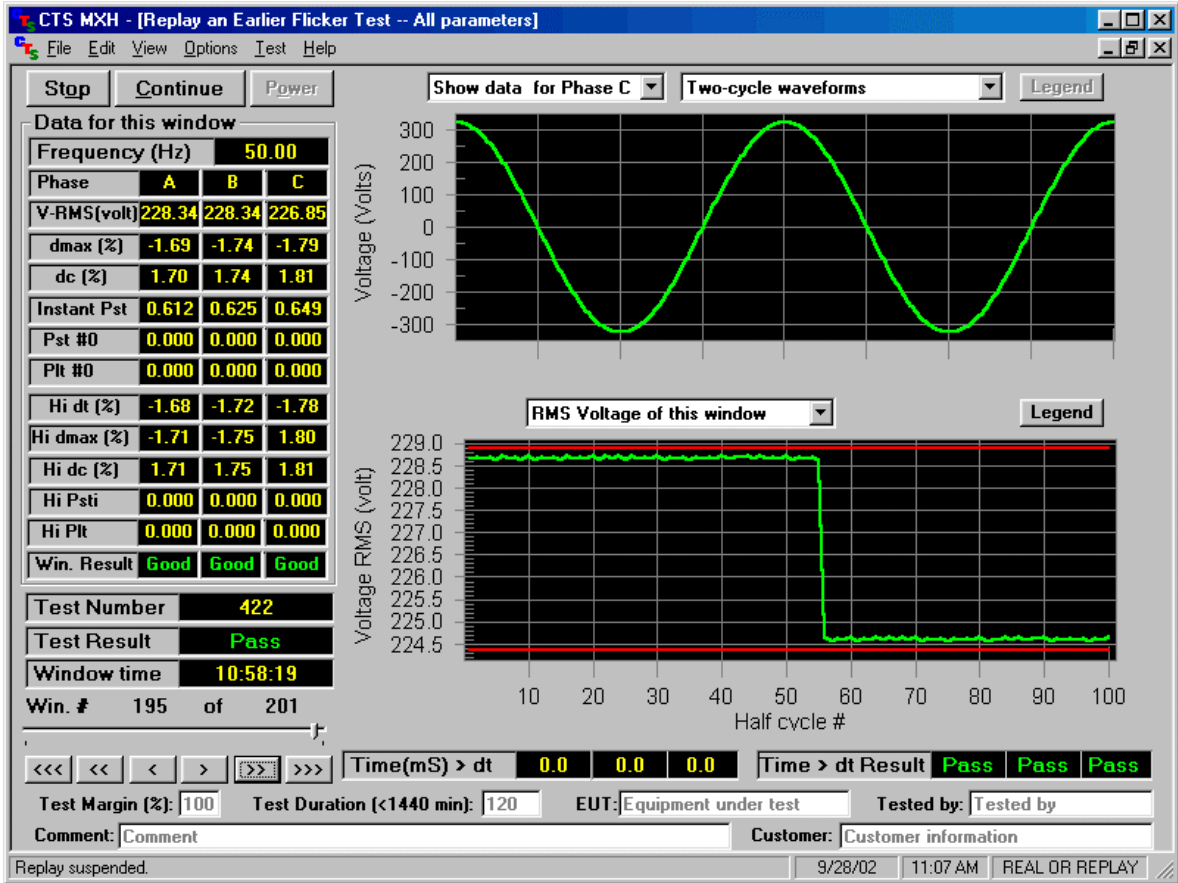 CTS MXH - [Replay an Earlier Flicker Test -- All parameters]
File Edit View Options Test Help
Stop Continue Power
Show data for Phase C Two-cycle waveforms Legend
Data for this window
Frequency (Hz) 50.00
Phase A B C
V-RMS(volt) 228.34 228.34 226.85
dmax (%) -1.69 -1.74 -1.79
dc (%) 1.70 1.74 1.81
Instant Pst 0.612 0.625 0.649
Pst #0 0.000 0.000 0.000
Plt #0 0.000 0.000 0.000
Hi dt (%) -1.68 -1.72 -1.78
Hi dmax (%) -1.71 -1.75 1.80
Hi dc (%) 1.71 1.75 1.81
Hi Psti 0.000 0.000 0.000
Hi Plt 0.000 0.000 0.000
Win. Result Good Good Good
Test Number 422
Test Result Pass
Window time 10:58:19
Win. # 195 of 201
<<< << < > >> >>>
Voltage (Volts)
300
200
100
0
-100
-200
-300
RMS Voltage of this window Legend
Voltage RMS (volt)
229.0
228.5
228.0
227.5
227.0
226.5
226.0
225.5
225.0
224.5
10 20 30 40 50 60 70 80 90 100
Half cycle #
Time(mS) > dt 0.0 0.0 0.0 Time > dt Result Pass Pass Pass
Test Margin (%): 100 Test Duration (<1440 min): 120 EUT: Equipment under test Tested by: Tested by
Comment: Comment Customer: Customer information
Replay suspended. 9/28/02 11:07 AM REAL OR REPLAY